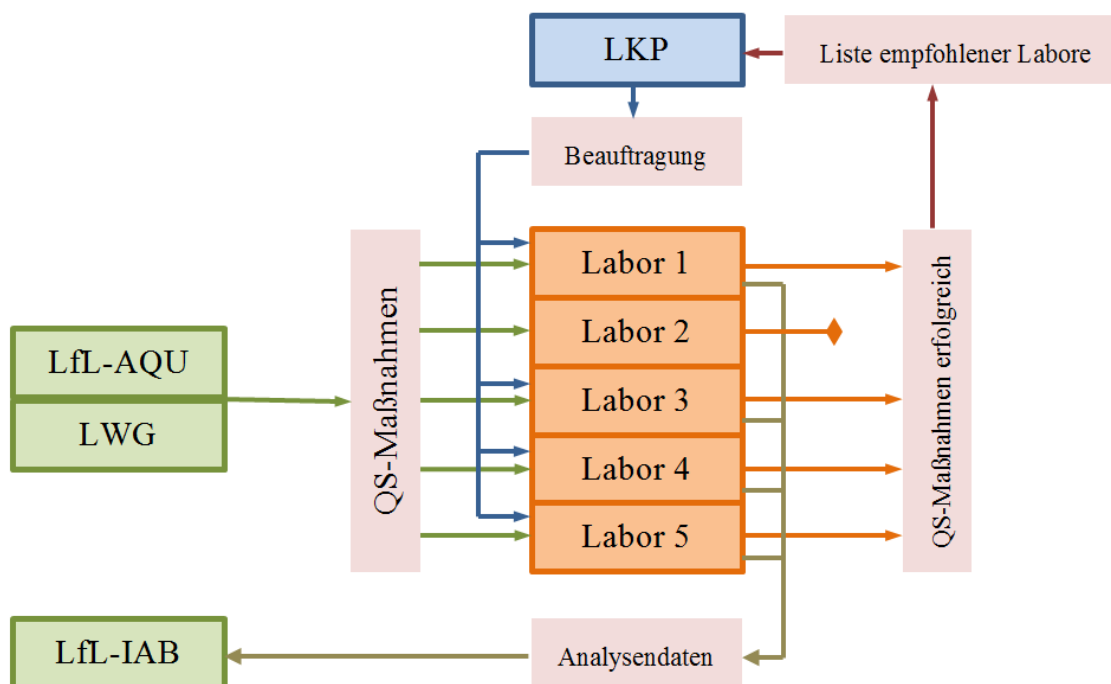 LKP
Liste empfohlener Labore
Beauftragung
QS-Maßnahmen
Labor 1
Labor 2
Labor 3
Labor 4
Labor 5
QS-Maßnahmen erfolgreich
LfL-AQU
LWG
LfL-IAB
Analysendaten